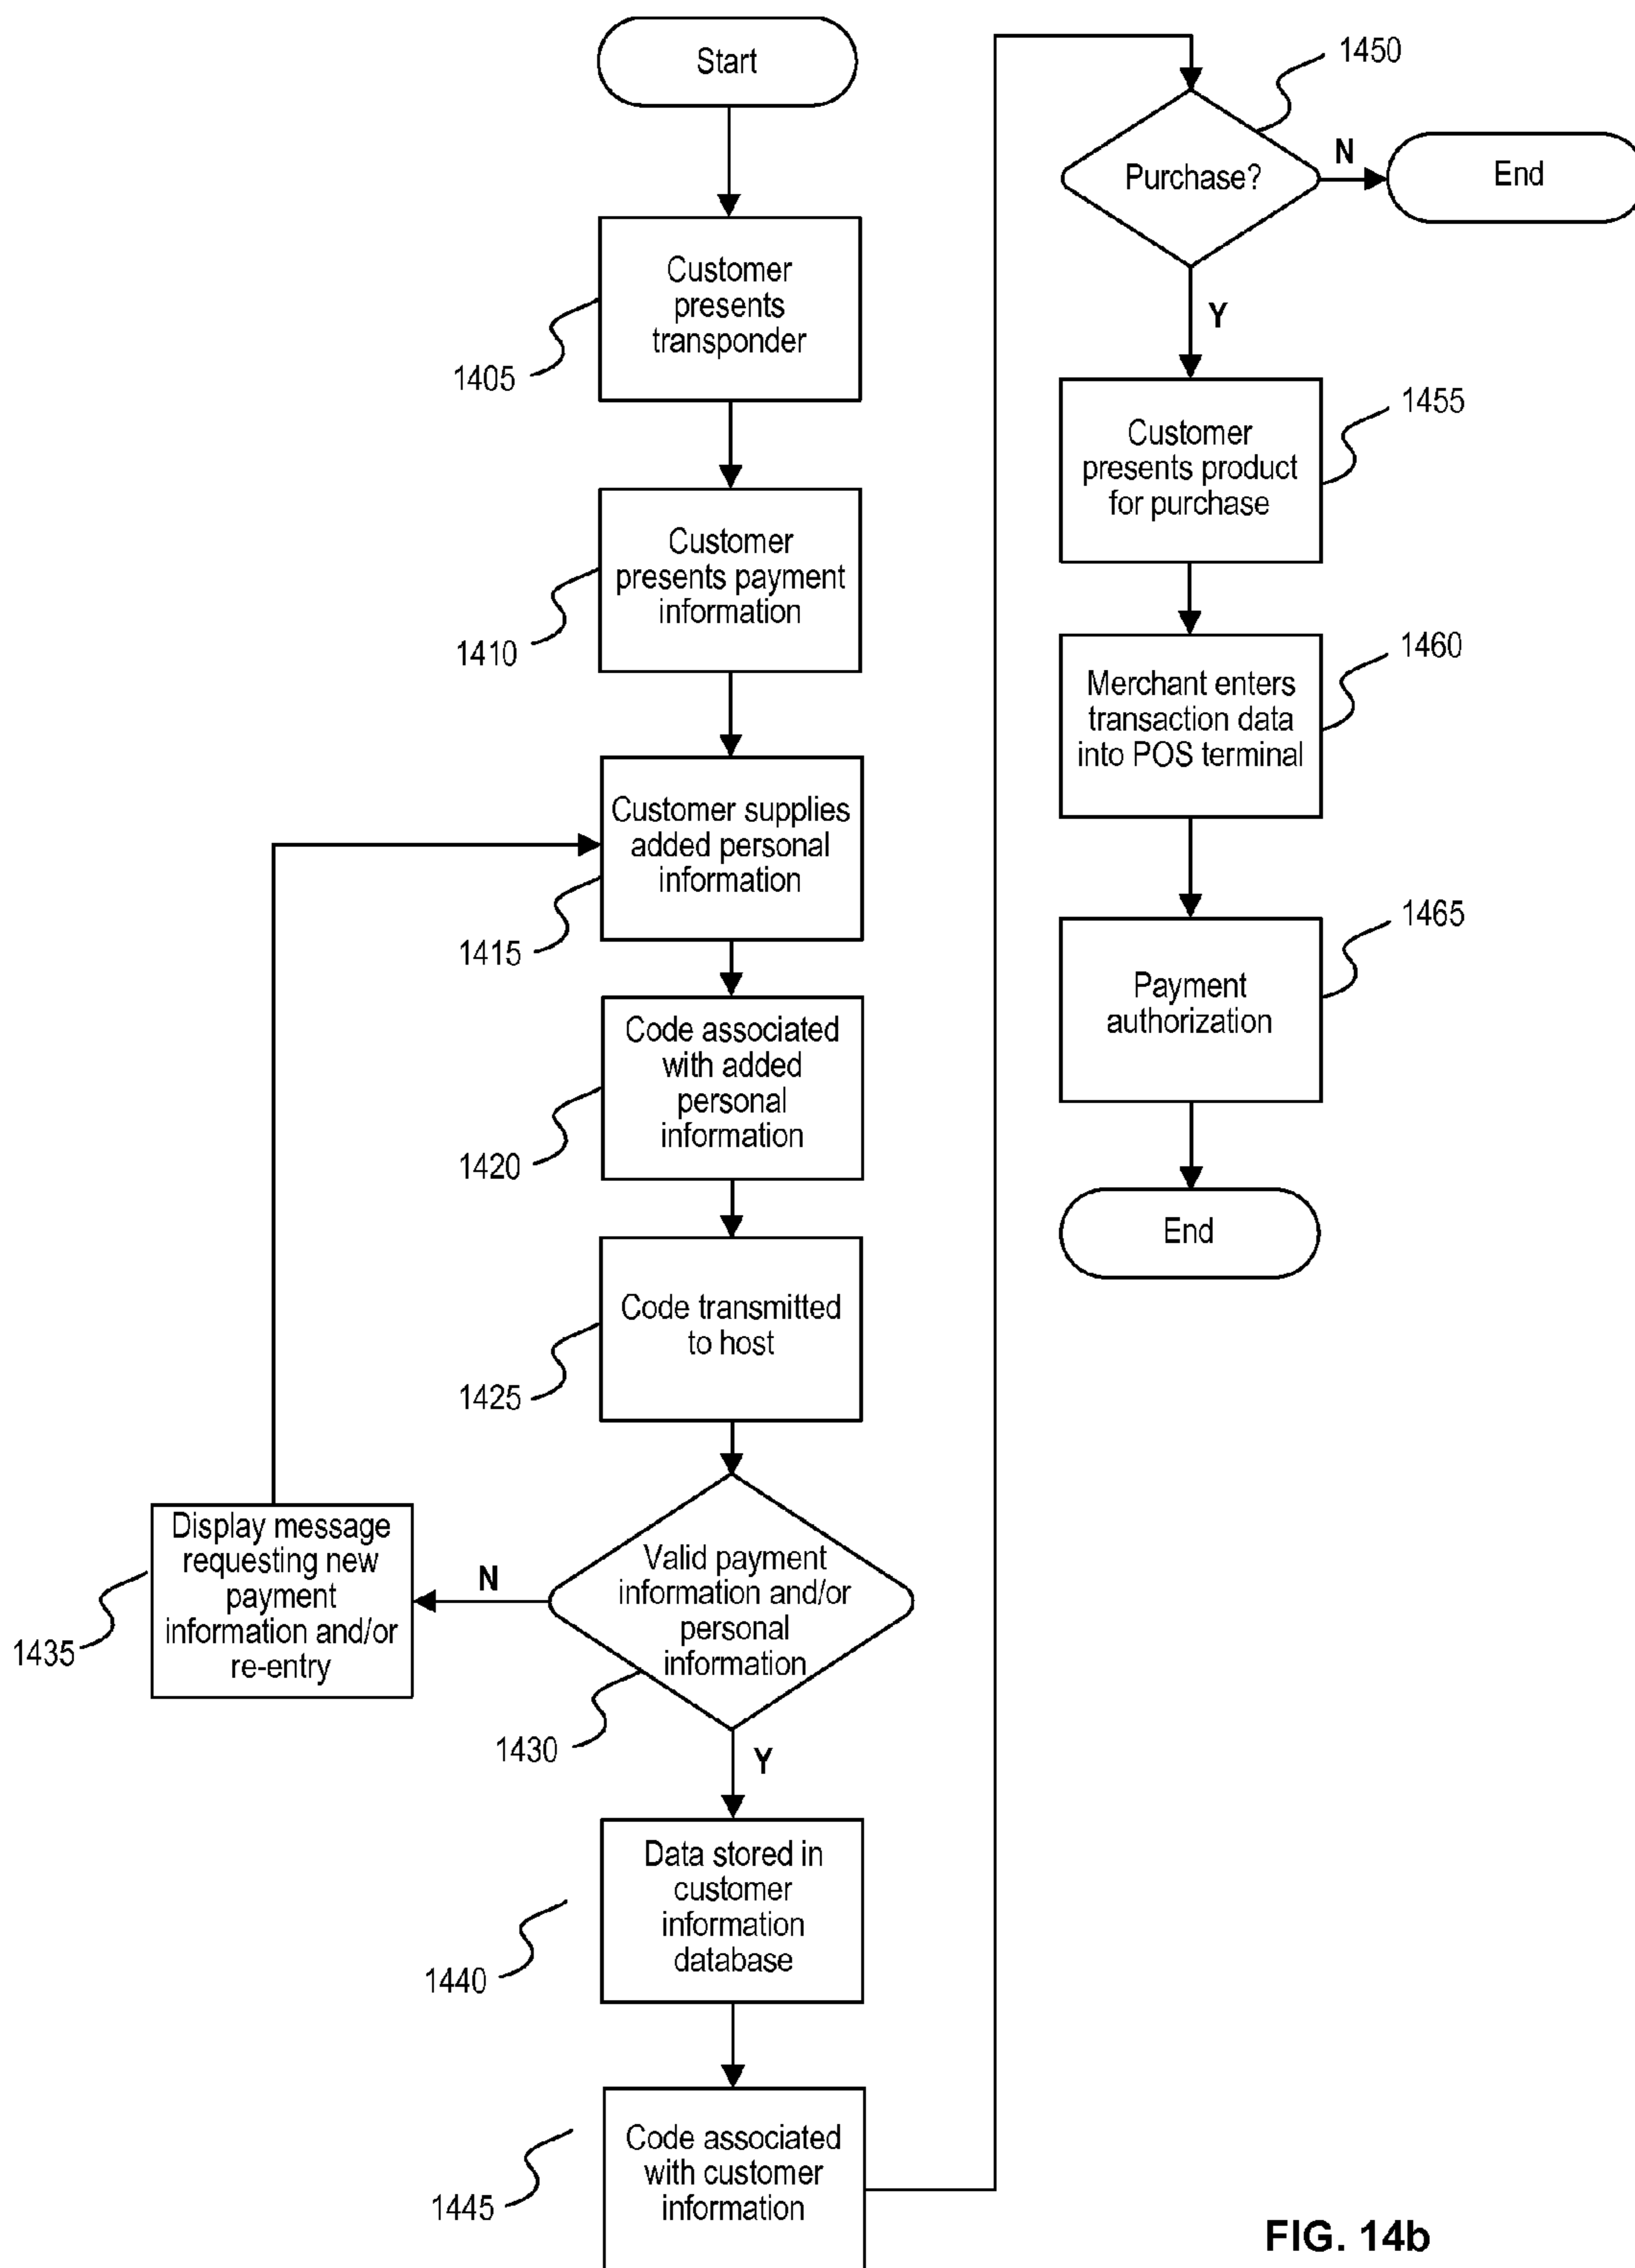 Start
Customer
presents
transponder
1405
Customer
presents payment
information
1410
Customer supplies
added personal
information
1415
Code associated
with added
personal
information
1420
Code transmitted
to host
1425
Valid payment
information and/or
personal
information
1430
N
Display message
requesting new
payment
information and/or
re-entry
1435
Y
Data stored in
customer
information
database
1440
Code associated
with customer
information
1445
1450
Purchase?
N
End
Y
Customer
presents product
for purchase
1455
Merchant enters
transaction data
into POS terminal
1460
Payment
authorization
1465
End
FIG. 14b